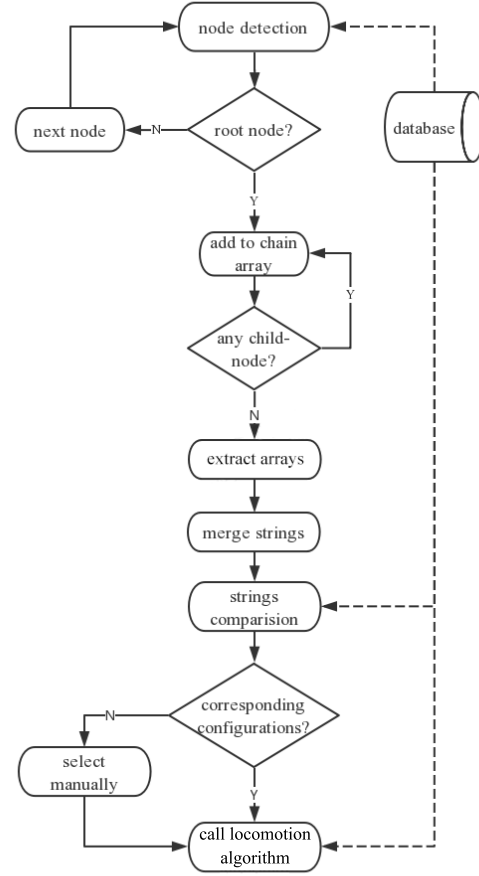 node detection
next node
N
root node?
database
Y
add to chain
array
Y
any child-
node?
N
extract arrays
merge strings
strings
comparision
corresponding
configurations?
N
select
manually
Y
call locomotion
algorithm